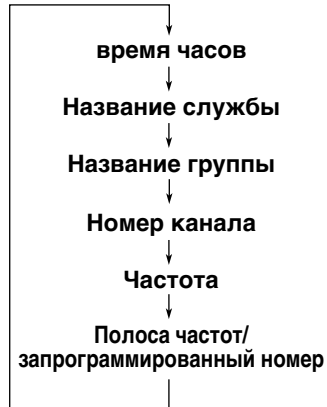 время часов
Название службы
Название группы
Номер канала
Частота
Полоса частот/
запрограммированный номер